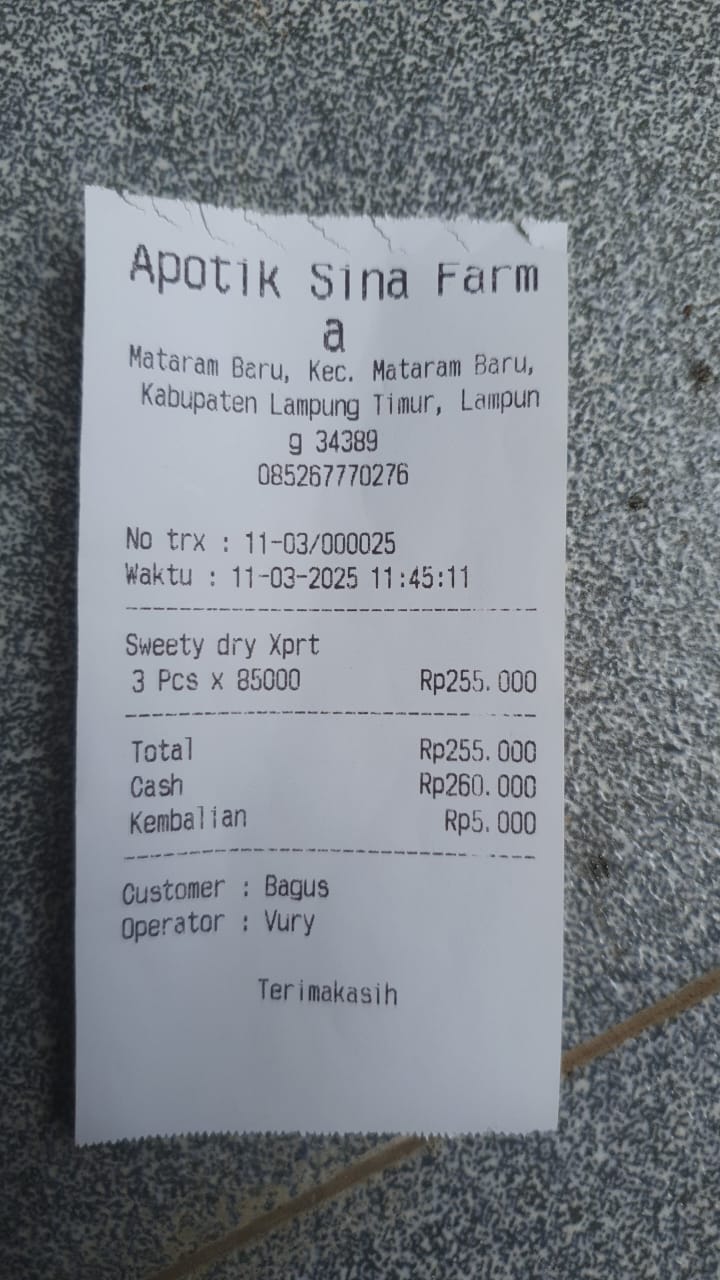 Apotik Sina Farm
a
Mataram Baru, Kec. Mataram Baru,
Kabupaten Lampung Timur, Lampun
g 34389
085267770276
No trx : 11-03/000025
Waktu : 11-03-2025 11:45:11
Sweety dry Xprt
3 Pcs x 85000 Rp255.000
Total Rp255.000
Cash Rp260.000
Kembalian Rp5.000
Customer : Bagus
Operator : Vury
Terimakasih